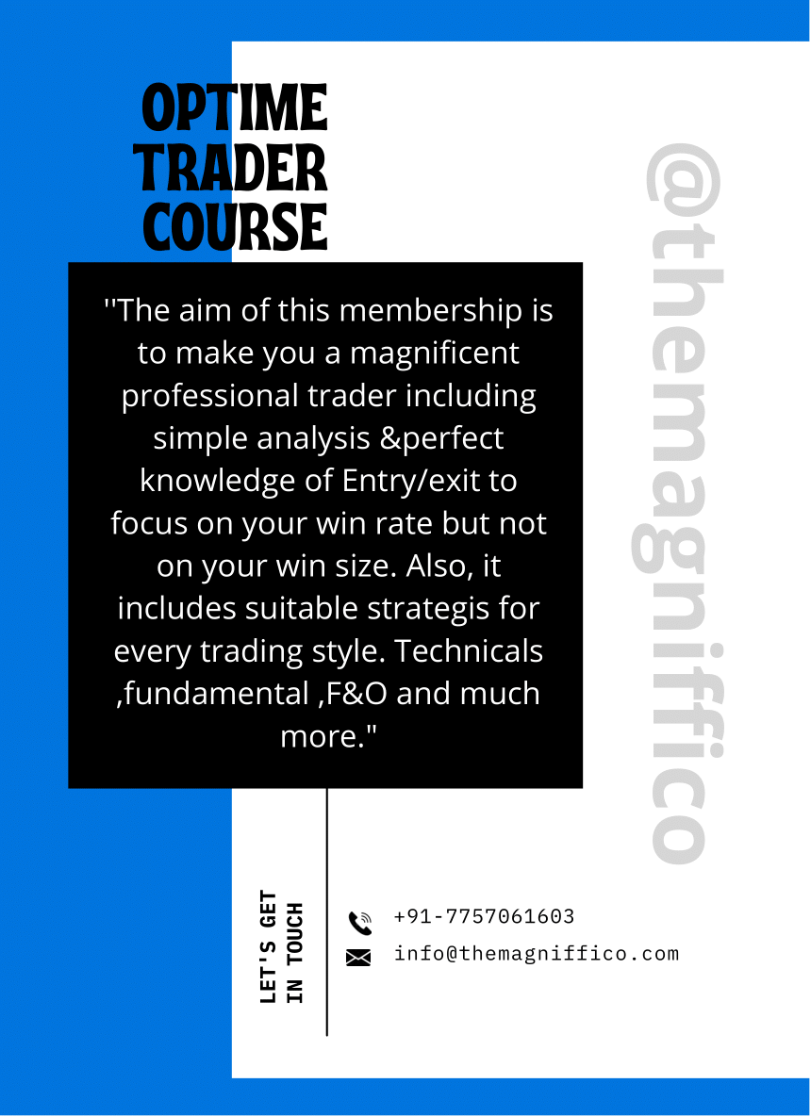 OPTIME
TRADER
COURSE
''The aim of this membership is
to make you a magnificent
professional trader including
simple analysis &perfect
knowledge of Entry/exit to
focus on your win rate but not
on your win size. Also, it
includes suitable strategis for
every trading style. Technicals
,fundamental ,F&O and much
more."
@themagniffico
LET'S GET
IN TOUCH
+91-7757061603
info@themagniffico.com